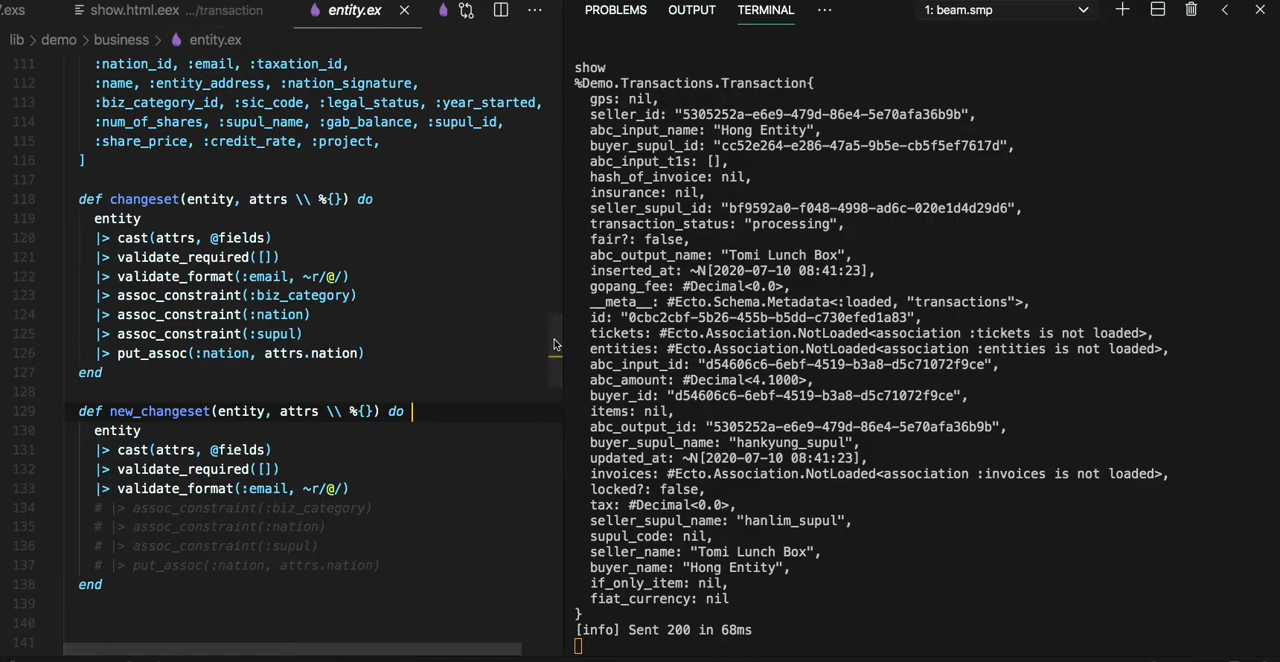 .exs
show.html.eex .../transaction
entity.ex
lib > demo > business > entity.ex
111 :nation_id, :email, :taxation_id,
112 :name, :entity_address, :nation_signature,
113 :biz_category_id, :sic_code, :legal_status, :year_started,
114 :num_of_shares, :supul_name, :gab_balance, :supul_id,
115 :share_price, :credit_rate, :project,
116 ]
117
118 def changeset(entity, attrs \\ %{}) do
119 entity
120 |> cast(attrs, @fields)
121 |> validate_required([])
122 |> validate_format(:email, ~r/@/)
123 |> assoc_constraint(:biz_category)
124 |> assoc_constraint(:nation)
125 |> assoc_constraint(:supul)
126 |> put_assoc(:nation, attrs.nation)
127 end
128
129 def new_changeset(entity, attrs \\ %{}) do
130 entity
131 |> cast(attrs, @fields)
132 |> validate_required([])
133 |> validate_format(:email, ~r/@/)
134 # |> assoc_constraint(:biz_category)
135 # |> assoc_constraint(:nation)
136 # |> assoc_constraint(:supul)
137 # |> put_assoc(:nation, attrs.nation)
138 end
139
140
141
PROBLEMS OUTPUT TERMINAL ... 1: beam.smp
show
%Demo.Transactions.Transaction{
gps: nil,
seller_id: "5305252a-e6e9-479d-86e4-5e70afa36b9b",
abc_input_name: "Hong Entity",
buyer_supul_id: "cc52e264-e286-47a5-9b5e-cb5f5ef7617d",
abc_input_t1s: [],
hash_of_invoice: nil,
insurance: nil,
seller_supul_id: "bf9592a0-f048-4998-ad6c-020e1d4d29d6",
transaction_status: "processing",
fair?: false,
abc_output_name: "Tomi Lunch Box",
inserted_at: ~N[2020-07-10 08:41:23],
gopang_fee: #Decimal<0.0>,
__meta__: #Ecto.Schema.Metadata<:loaded, "transactions">,
id: "0cbc2cbf-5b26-455b-b5dd-c730efed1a83",
tickets: #Ecto.Association.NotLoaded<association :tickets is not loaded>,
entities: #Ecto.Association.NotLoaded<association :entities is not loaded>,
abc_input_id: "d54606c6-6ebf-4519-b3a8-d5c71072f9ce",
abc_amount: #Decimal<4.1000>,
buyer_id: "d54606c6-6ebf-4519-b3a8-d5c71072f9ce",
items: nil,
abc_output_id: "5305252a-e6e9-479d-86e4-5e70afa36b9b",
buyer_supul_name: "hankyung_supul",
updated_at: ~N[2020-07-10 08:41:23],
invoices: #Ecto.Association.NotLoaded<association :invoices is not loaded>,
locked?: false,
tax: #Decimal<0.0>,
seller_supul_name: "hanlim_supul",
supul_code: nil,
seller_name: "Tomi Lunch Box",
buyer_name: "Hong Entity",
if_only_item: nil,
fiat_currency: nil
}
[info] Sent 200 in 68ms